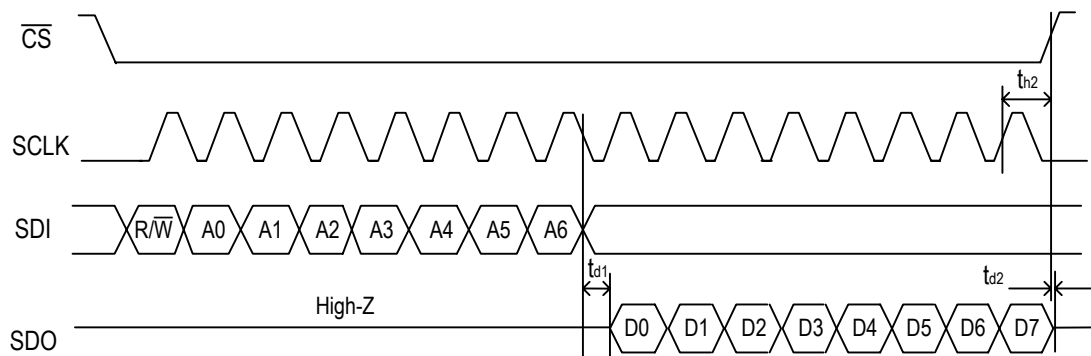 C̅S̅
t_h2
SCLK
SDI
R/W̅ A0 A1 A2 A3 A4 A5 A6
t_d1
t_d2
High-Z
SDO
D0 D1 D2 D3 D4 D5 D6 D7